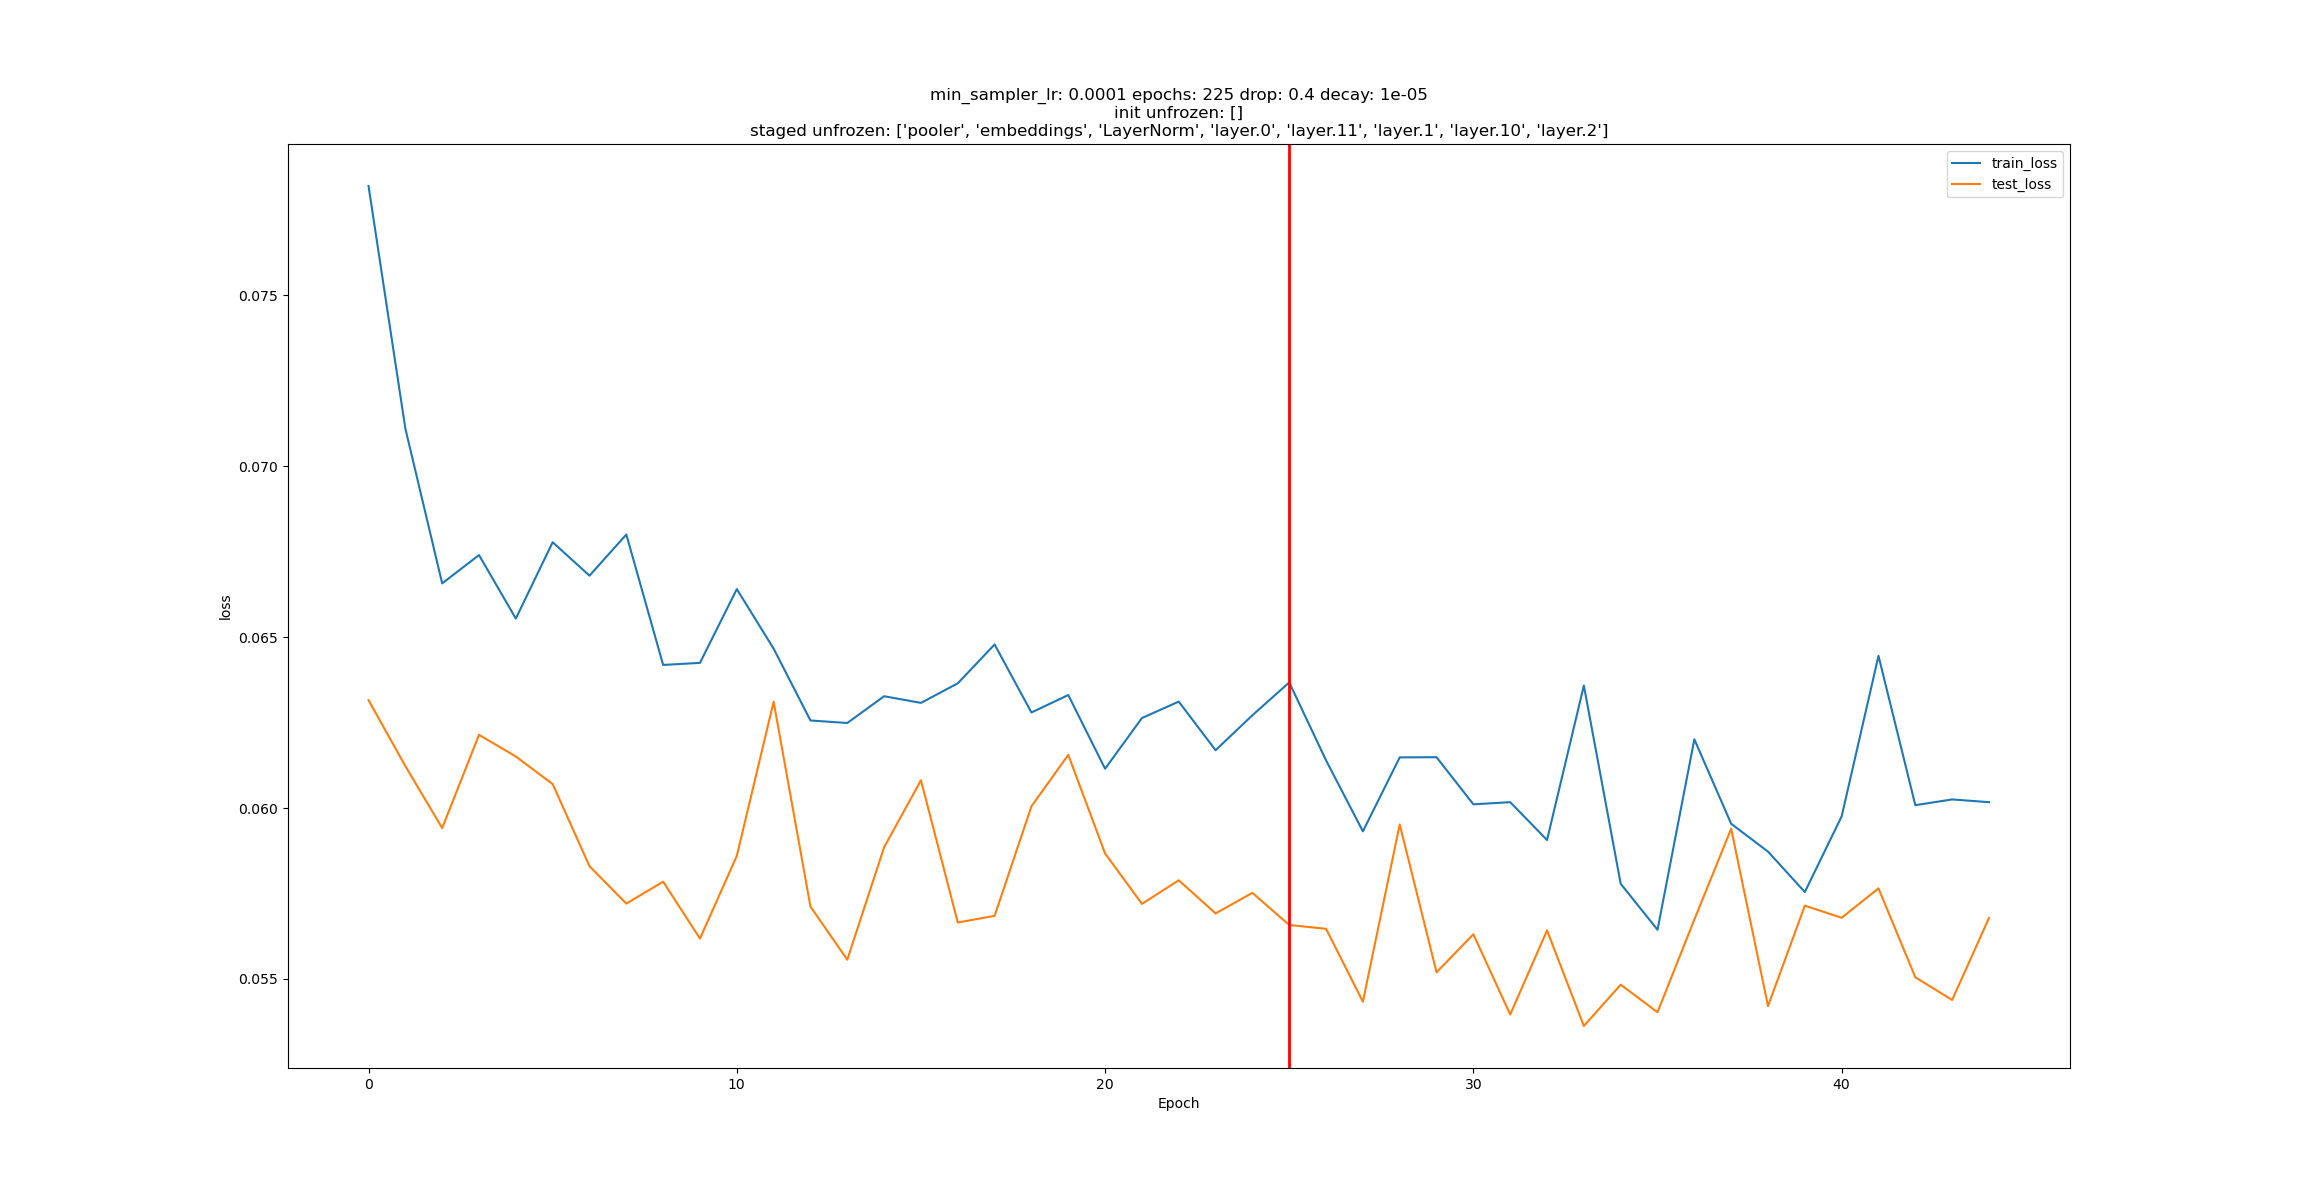 min_sampler_lr: 0.0001 epochs: 225 drop: 0.4 decay: 1e-05
init unfrozen: []
staged unfrozen: ['pooler', 'embeddings', 'LayerNorm', 'layer.0', 'layer.11', 'layer.1', 'layer.10', 'layer.2']
train_loss
test_loss
0.075
0.070
0.065
0.060
0.055
loss
0 10 20 30 40
Epoch